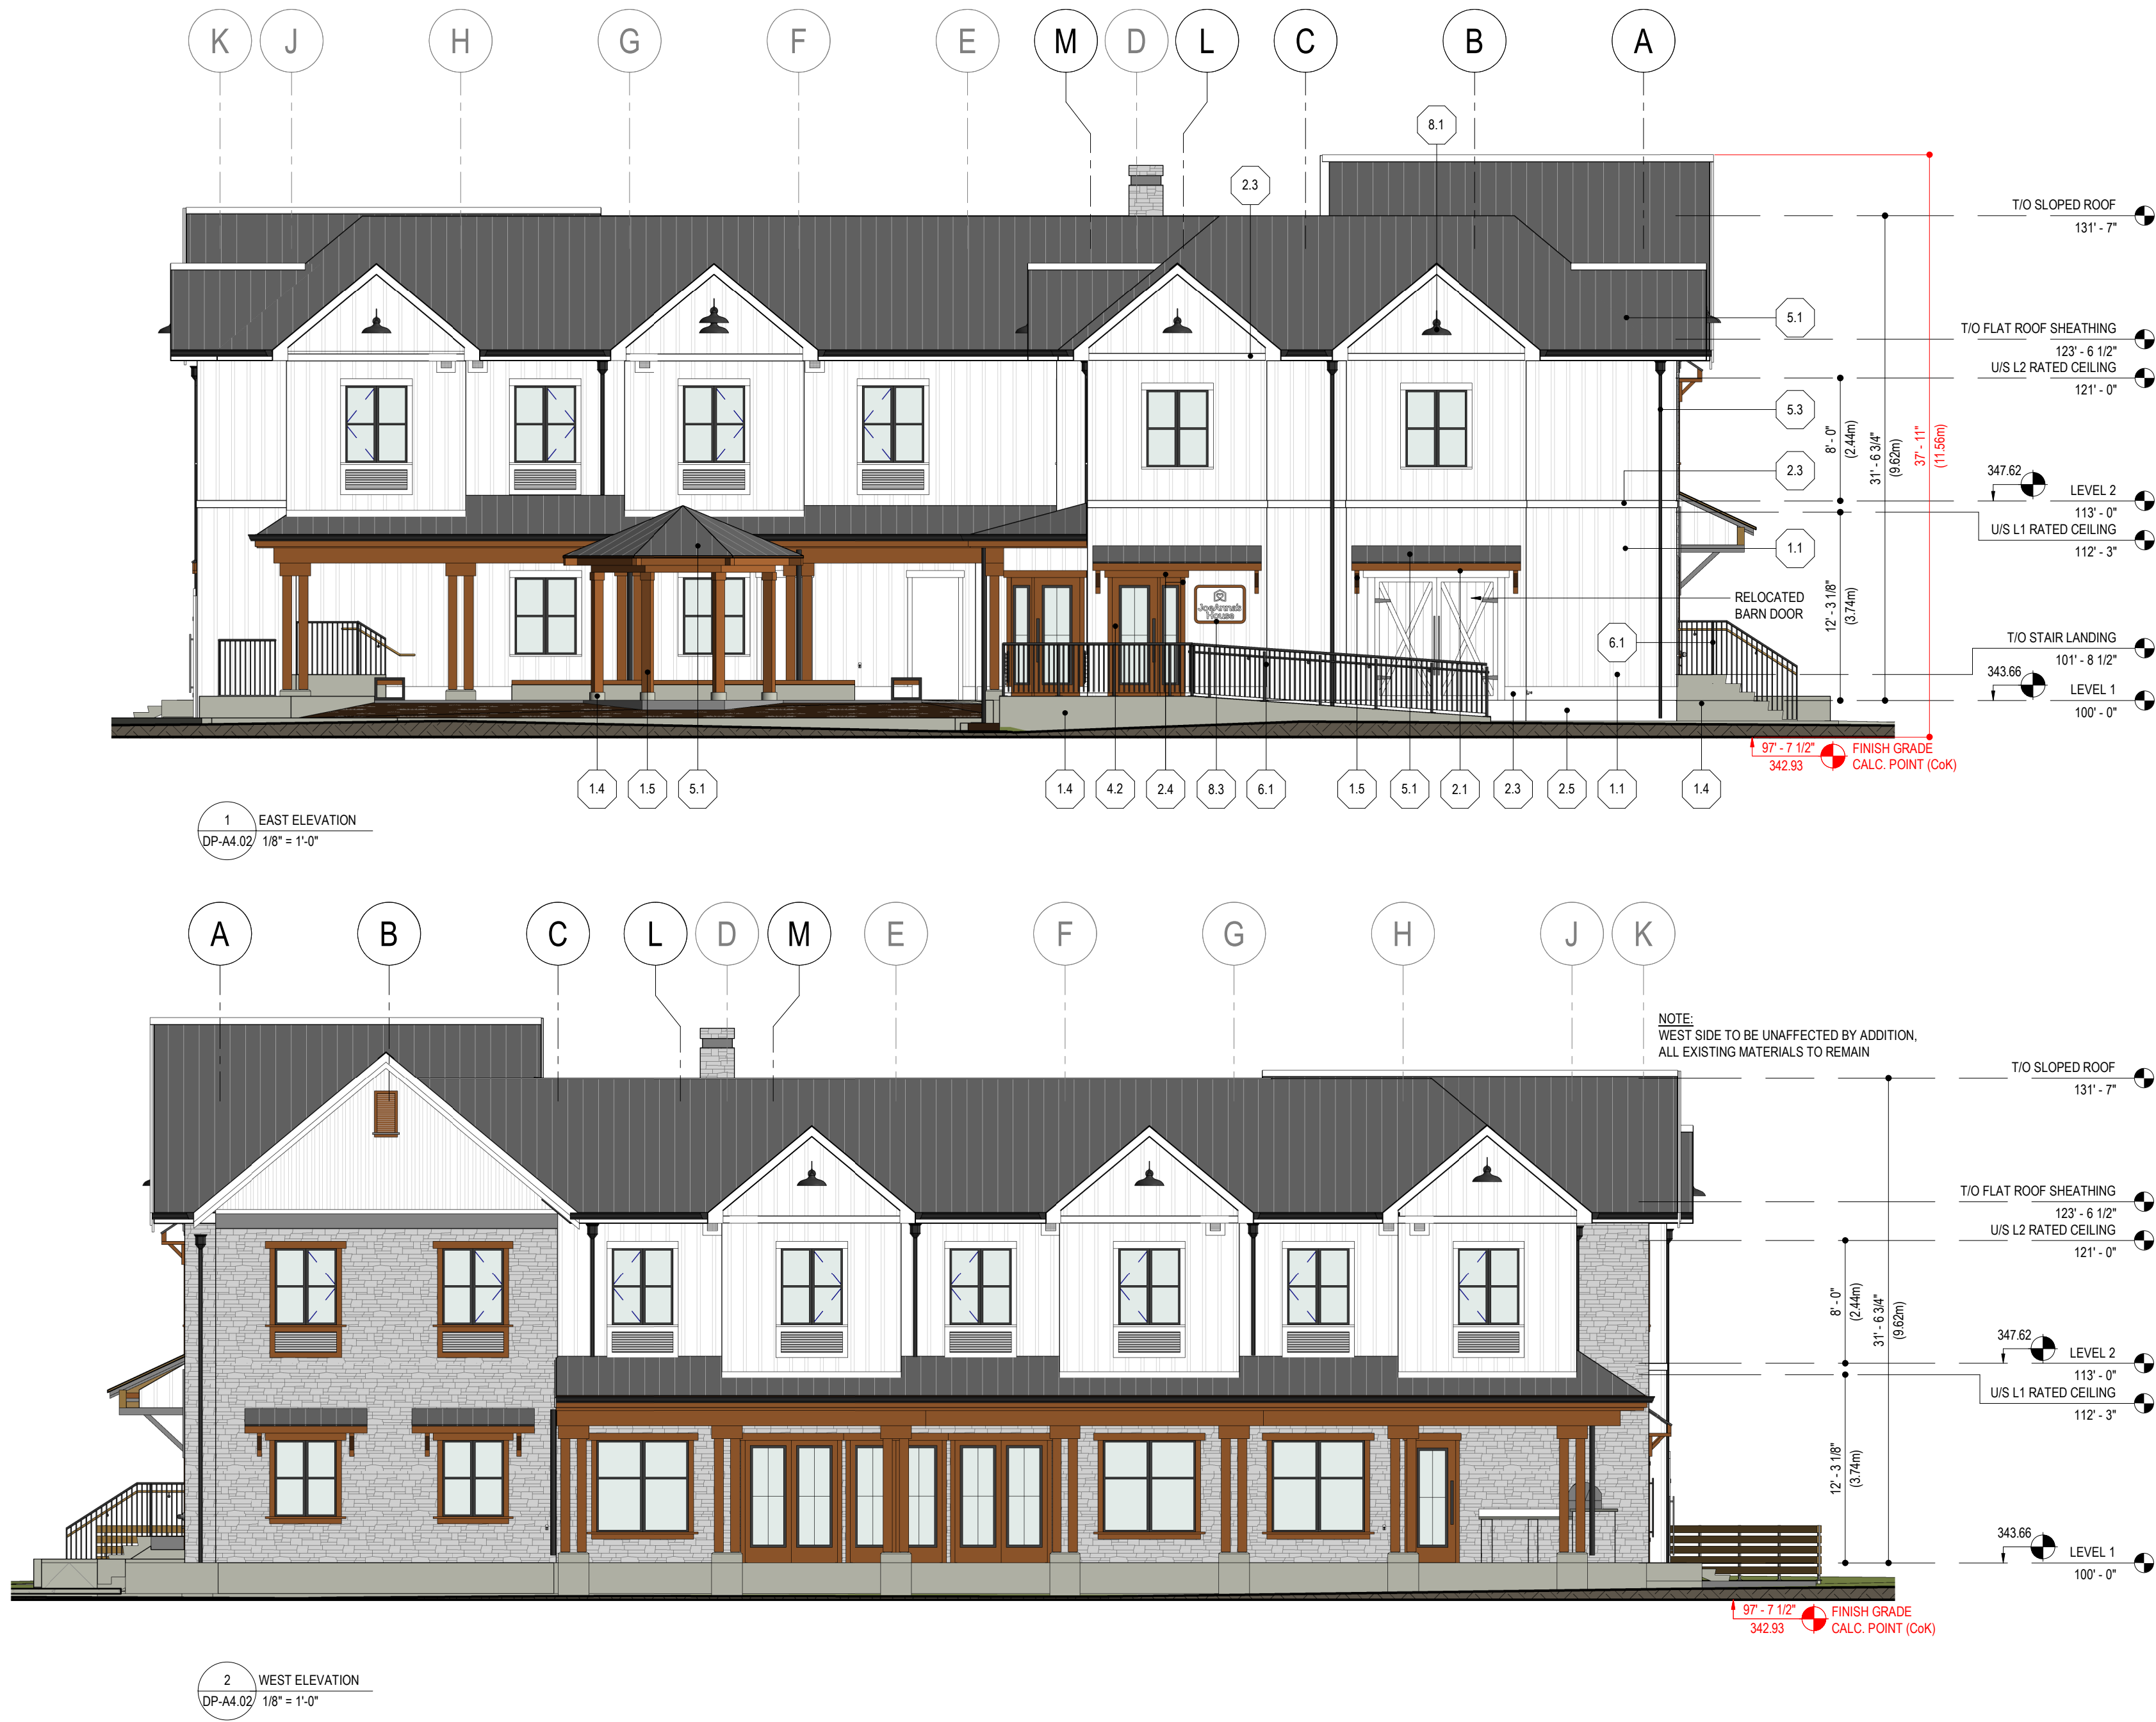 K J H G F E M D L C B A
8.1
2.3
T/O SLOPED ROOF
131' - 7"
5.1
T/O FLAT ROOF SHEATHING
123' - 6 1/2"
U/S L2 RATED CEILING
121' - 0"
5.3
8' - 0"
(2.44m)
31' - 6 3/4"
(9.62m)
37' - 11"
(11.56m)
2.3
347.62
LEVEL 2
113' - 0"
U/S L1 RATED CEILING
112' - 3"
1.1
12' - 3 1/8"
(3.74m)
RELOCATED
BARN DOOR
JoeAnna's
House
6.1
T/O STAIR LANDING
101' - 8 1/2"
343.66
LEVEL 1
100' - 0"
97' - 7 1/2"
342.93
FINISH GRADE
CALC. POINT (CoK)
1.4 1.5 5.1 1.4 4.2 2.4 8.3 6.1 1.5 5.1 2.1 2.3 2.5 1.1 1.4
1 EAST ELEVATION
DP-A4.02 1/8" = 1'-0"
A B C L D M E F G H J K
NOTE:
WEST SIDE TO BE UNAFFECTED BY ADDITION,
ALL EXISTING MATERIALS TO REMAIN
T/O SLOPED ROOF
131' - 7"
T/O FLAT ROOF SHEATHING
123' - 6 1/2"
U/S L2 RATED CEILING
121' - 0"
8' - 0"
(2.44m)
31' - 6 3/4"
(9.62m)
347.62
LEVEL 2
113' - 0"
U/S L1 RATED CEILING
112' - 3"
12' - 3 1/8"
(3.74m)
343.66
LEVEL 1
100' - 0"
97' - 7 1/2"
342.93
FINISH GRADE
CALC. POINT (CoK)
2 WEST ELEVATION
DP-A4.02 1/8" = 1'-0"